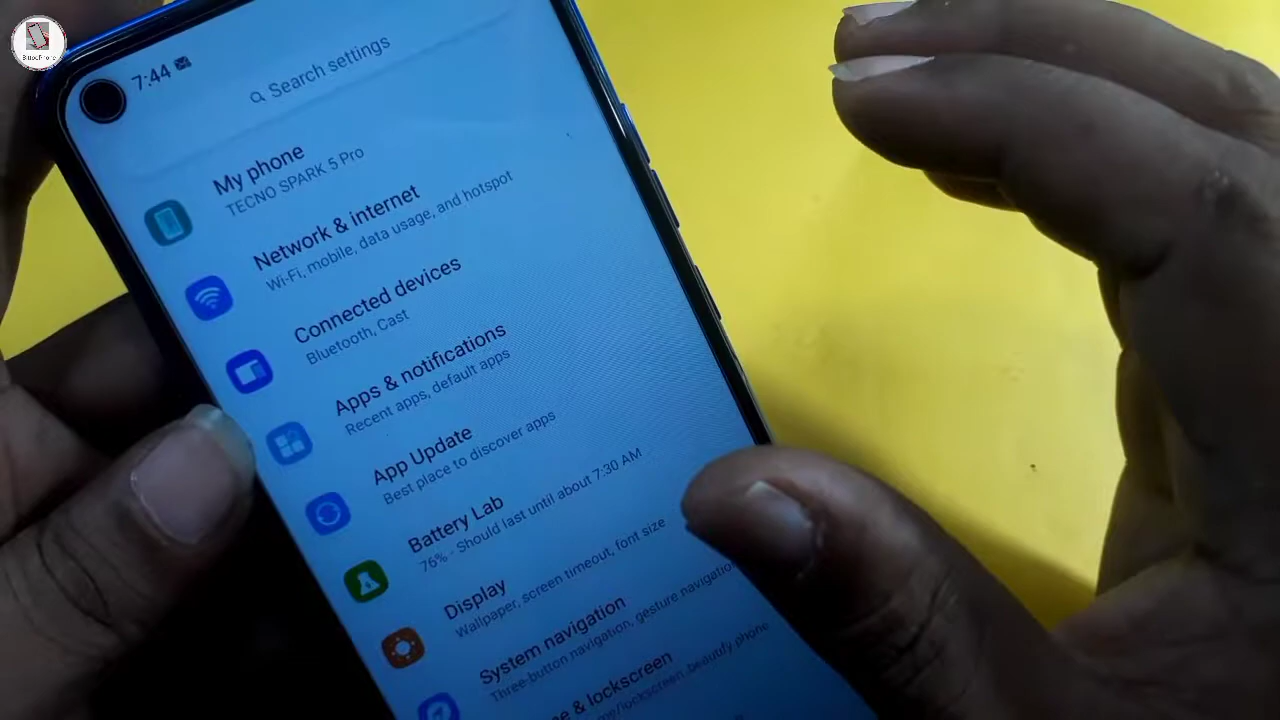 7:44
Search settings
My phone
TECNO SPARK 5 Pro
Network & internet
Wi-Fi, mobile, data usage, and hotspot
Connected devices
Bluetooth, Cast
Apps & notifications
Recent apps, default apps
App Update
Best place to discover apps
Battery Lab
76% - Should last until about 7:30 AM
Display
Wallpaper, screen timeout, font size
System navigation
Three-button navigation, gesture navigation
& lockscreen
beautify phone